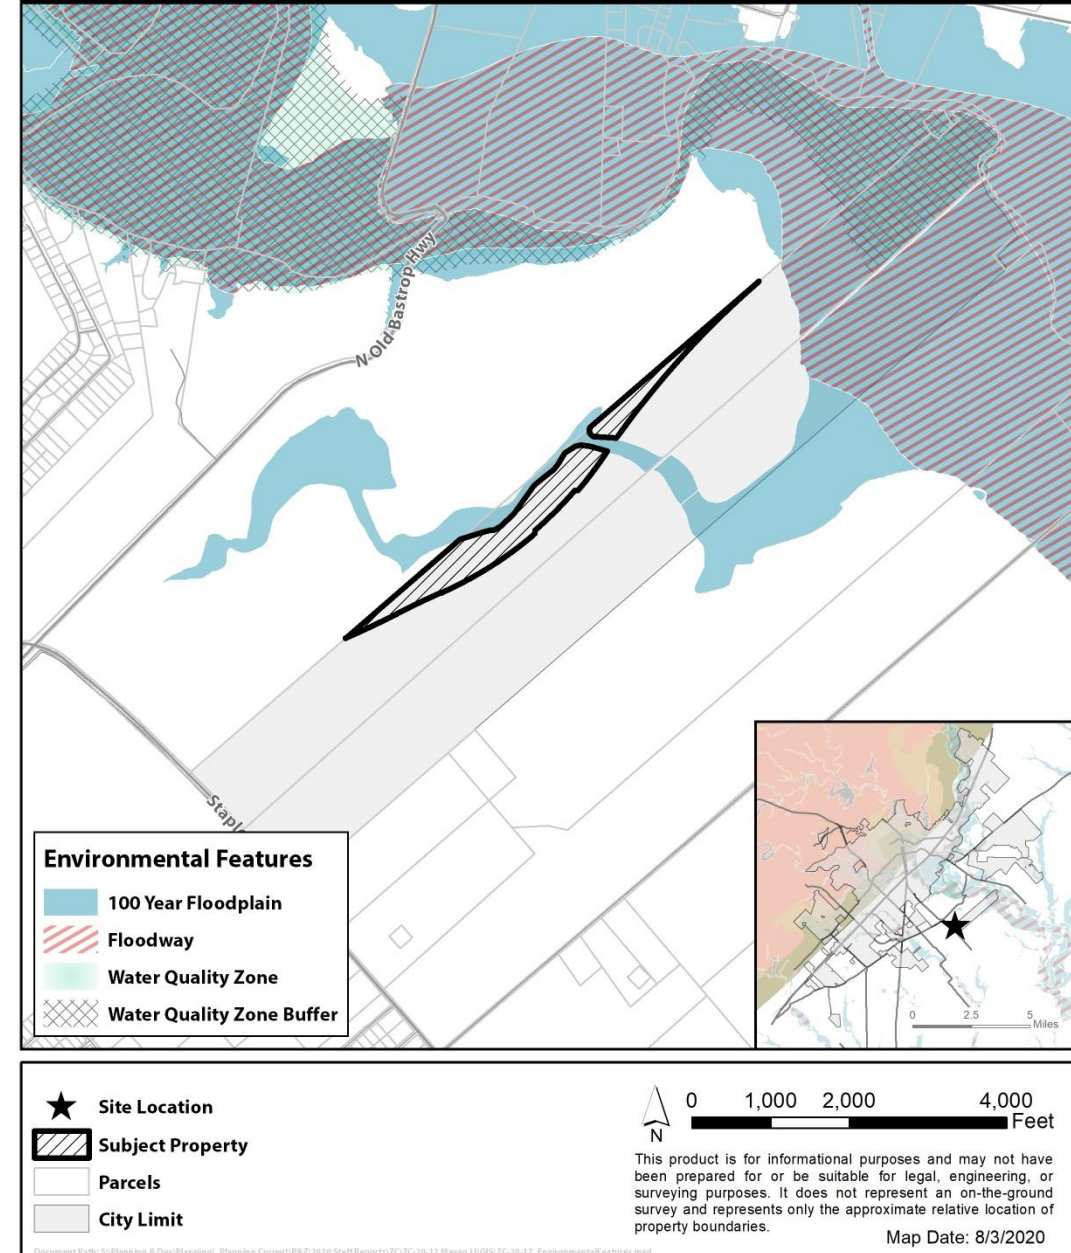 N Old Bastrop Hwy
Staple
Environmental Features
100 Year Floodplain
Floodway
Water Quality Zone
Water Quality Zone Buffer
0 2.5 5
Miles
Site Location
Subject Property
Parcels
City Limit
N
0 1,000 2,000 4,000
Feet
This product is for informational purposes and may not have
been prepared for or be suitable for legal, engineering, or
surveying purposes. It does not represent an on-the-ground
survey and represents only the approximate relative location of
property boundaries.
Map Date: 8/3/2020